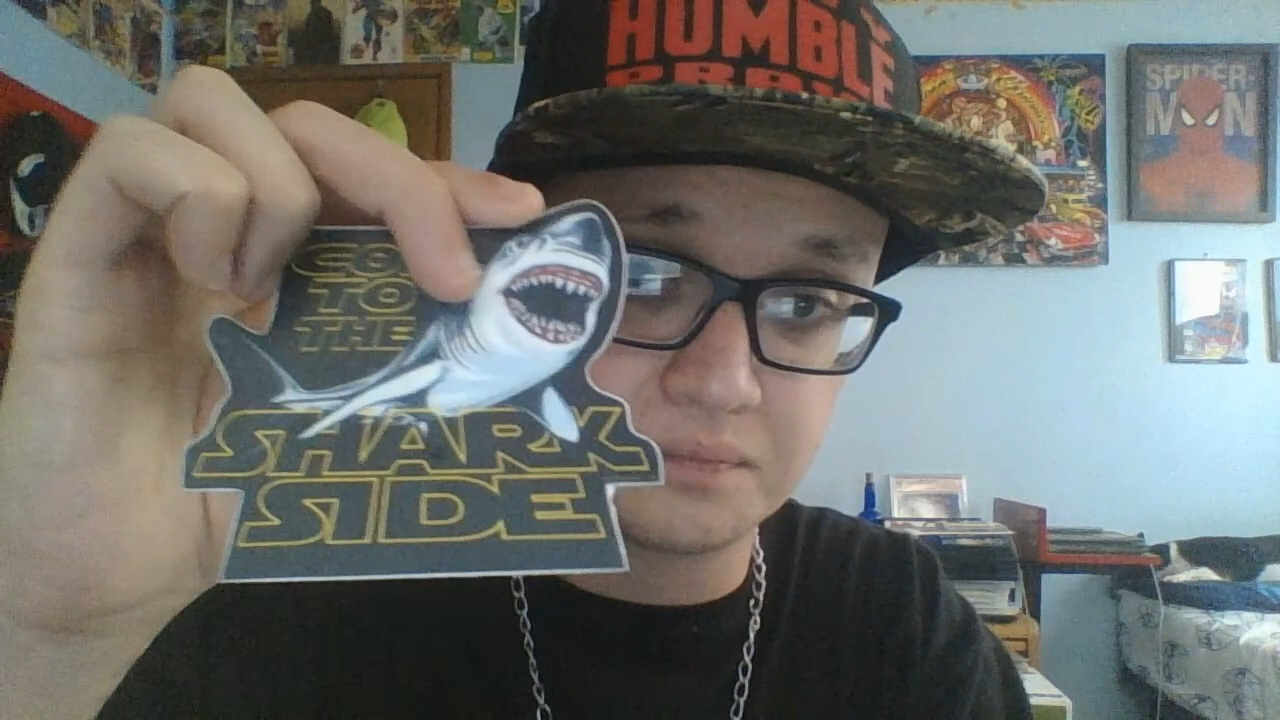 HUMBLE
TO THE
SHARK
SIDE
SPIDER-
MAN